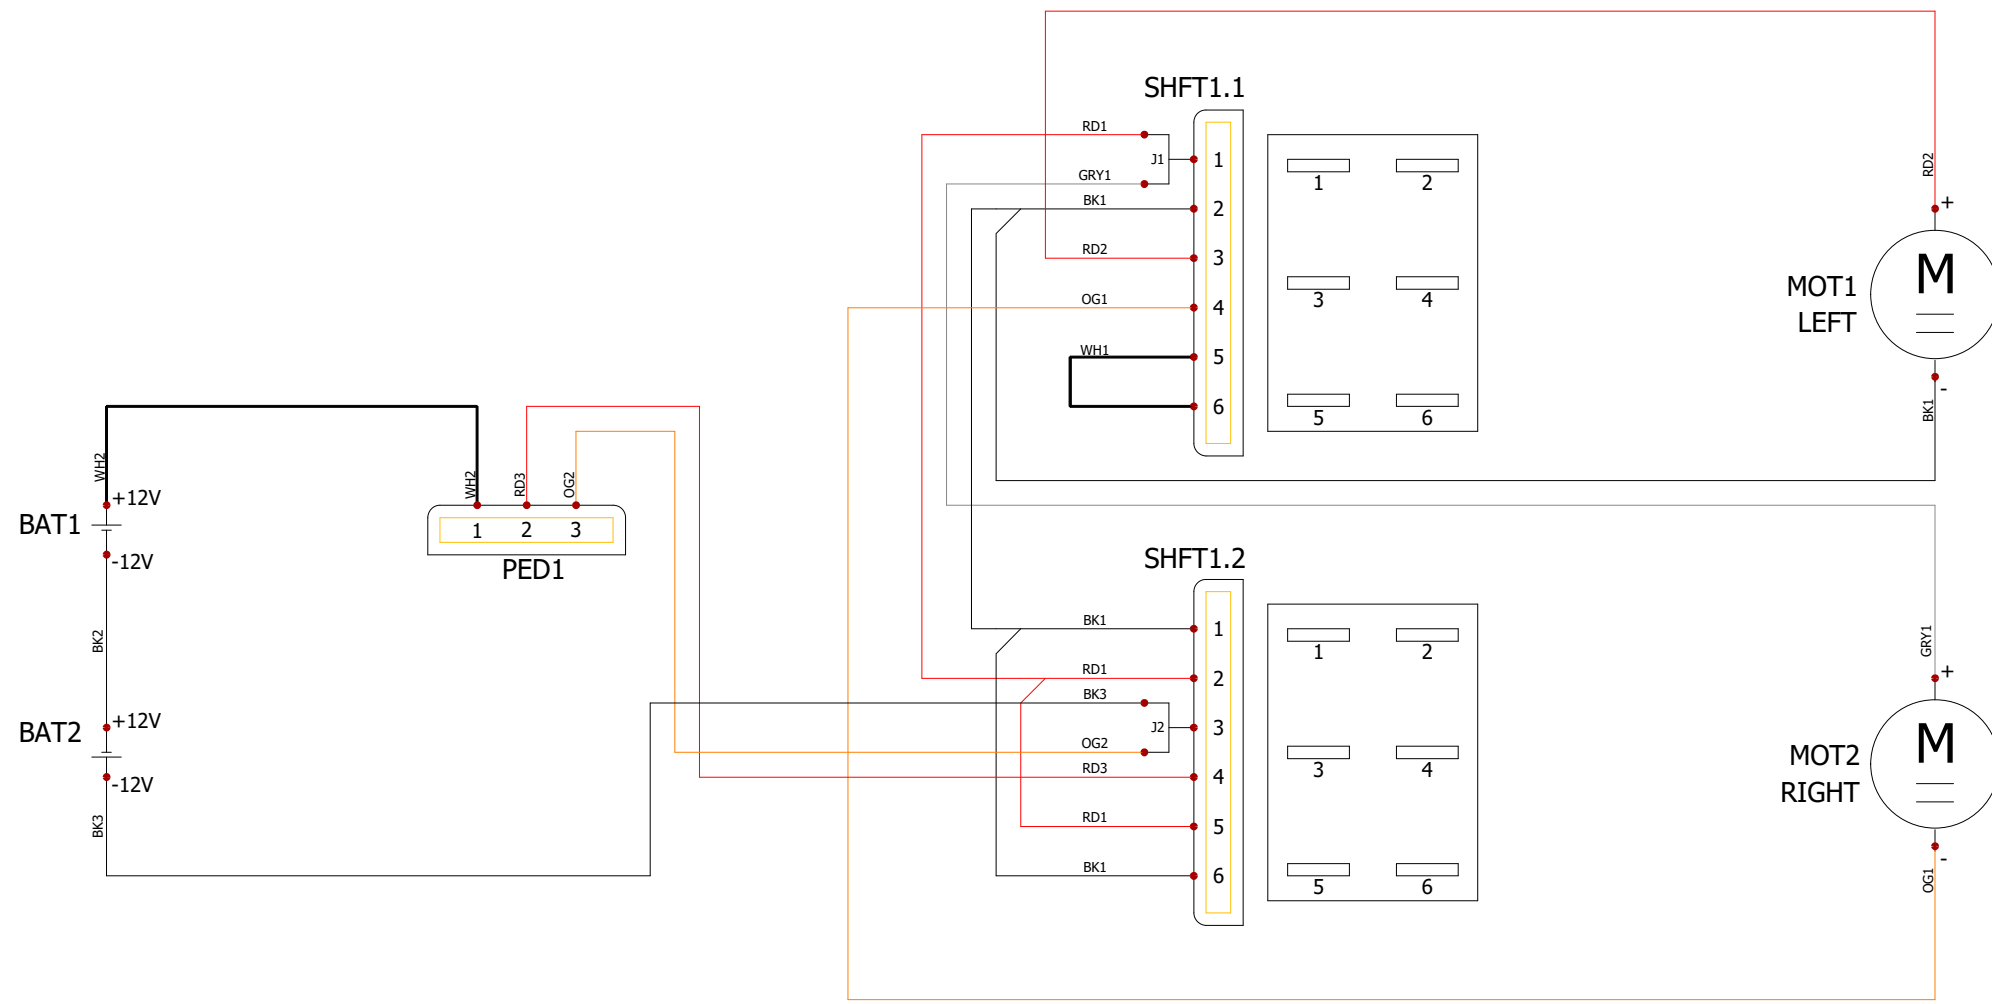 RD2
MOT1
LEFT
M
+
-
BK1
SHFT1.1
RD1
J1
GRY1
BK1
RD2
OG1
WH1
1
2
3
4
5
6
1 2
3 4
5 6
WH2
+12V
BAT1
-12V
BK2
+12V
BAT2
-12V
BK3
WH2
RD3
OG2
1 2 3
PED1
SHFT1.2
BK1
RD1
BK3
J2
OG2
RD3
RD1
BK1
1
2
3
4
5
6
1 2
3 4
5 6
GRY1
+
M
MOT2
RIGHT
-
OG1